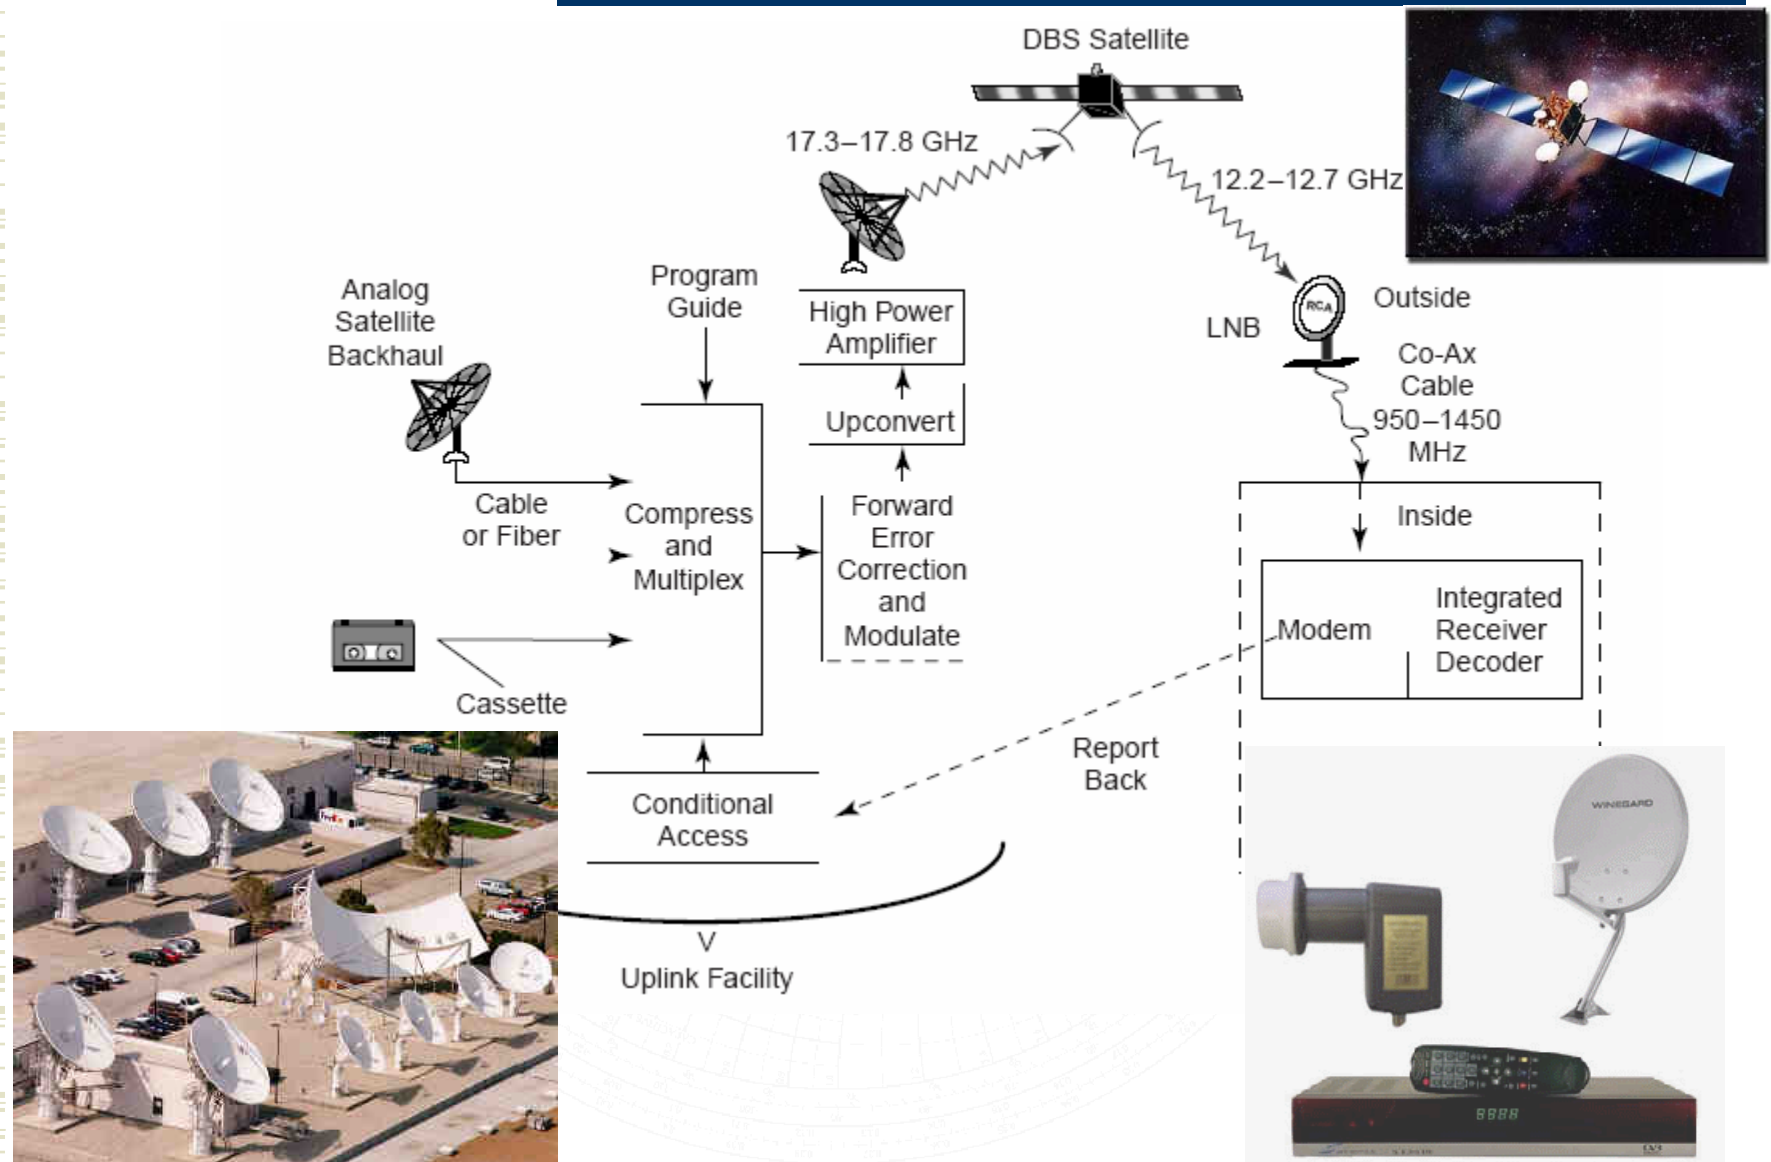 DBS Satellite
17.3–17.8 GHz
12.2–12.7 GHz
Analog
Satellite
Backhaul
Program
Guide
High Power
Amplifier
LNB
RCA
Outside
Co-Ax
Cable
950–1450
MHz
Upconvert
Cable
or Fiber
Compress
and
Multiplex
Forward
Error
Correction
and
Modulate
Inside
Modem
Integrated
Receiver
Decoder
Cassette
Report
Back
Conditional
Access
V
Uplink Facility
FedEx
WINEGARD
8888